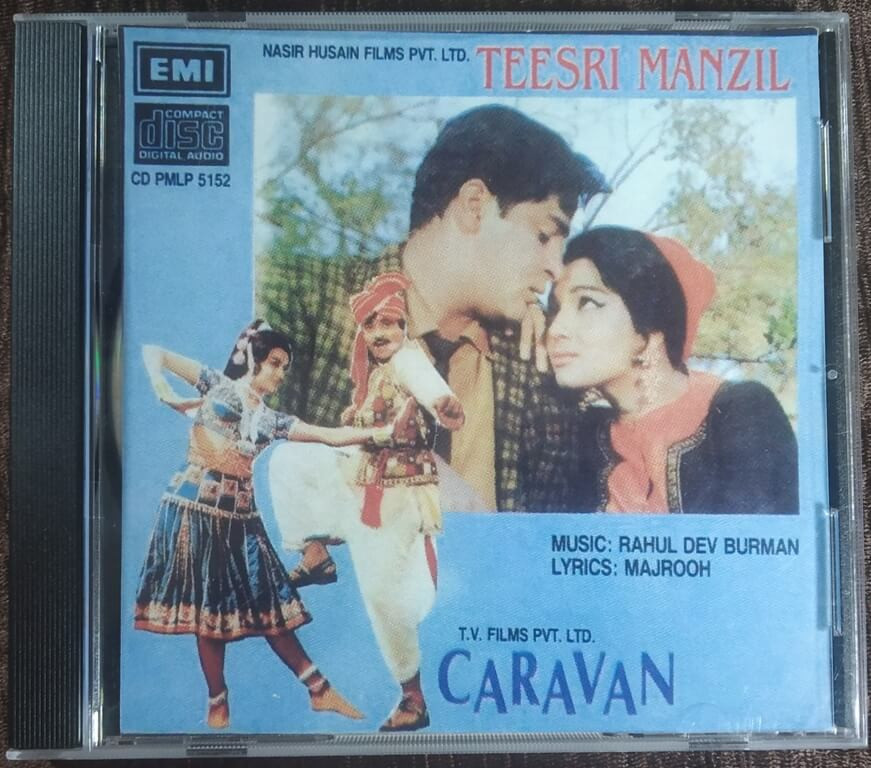 EMI
COMPACT
disc
DIGITAL AUDIO
CD PMLP 5152
NASIR HUSAIN FILMS PVT. LTD. TEESRI MANZIL
MUSIC: RAHUL DEV BURMAN
LYRICS: MAJROOH
T.V. FILMS PVT. LTD.
CARAVAN